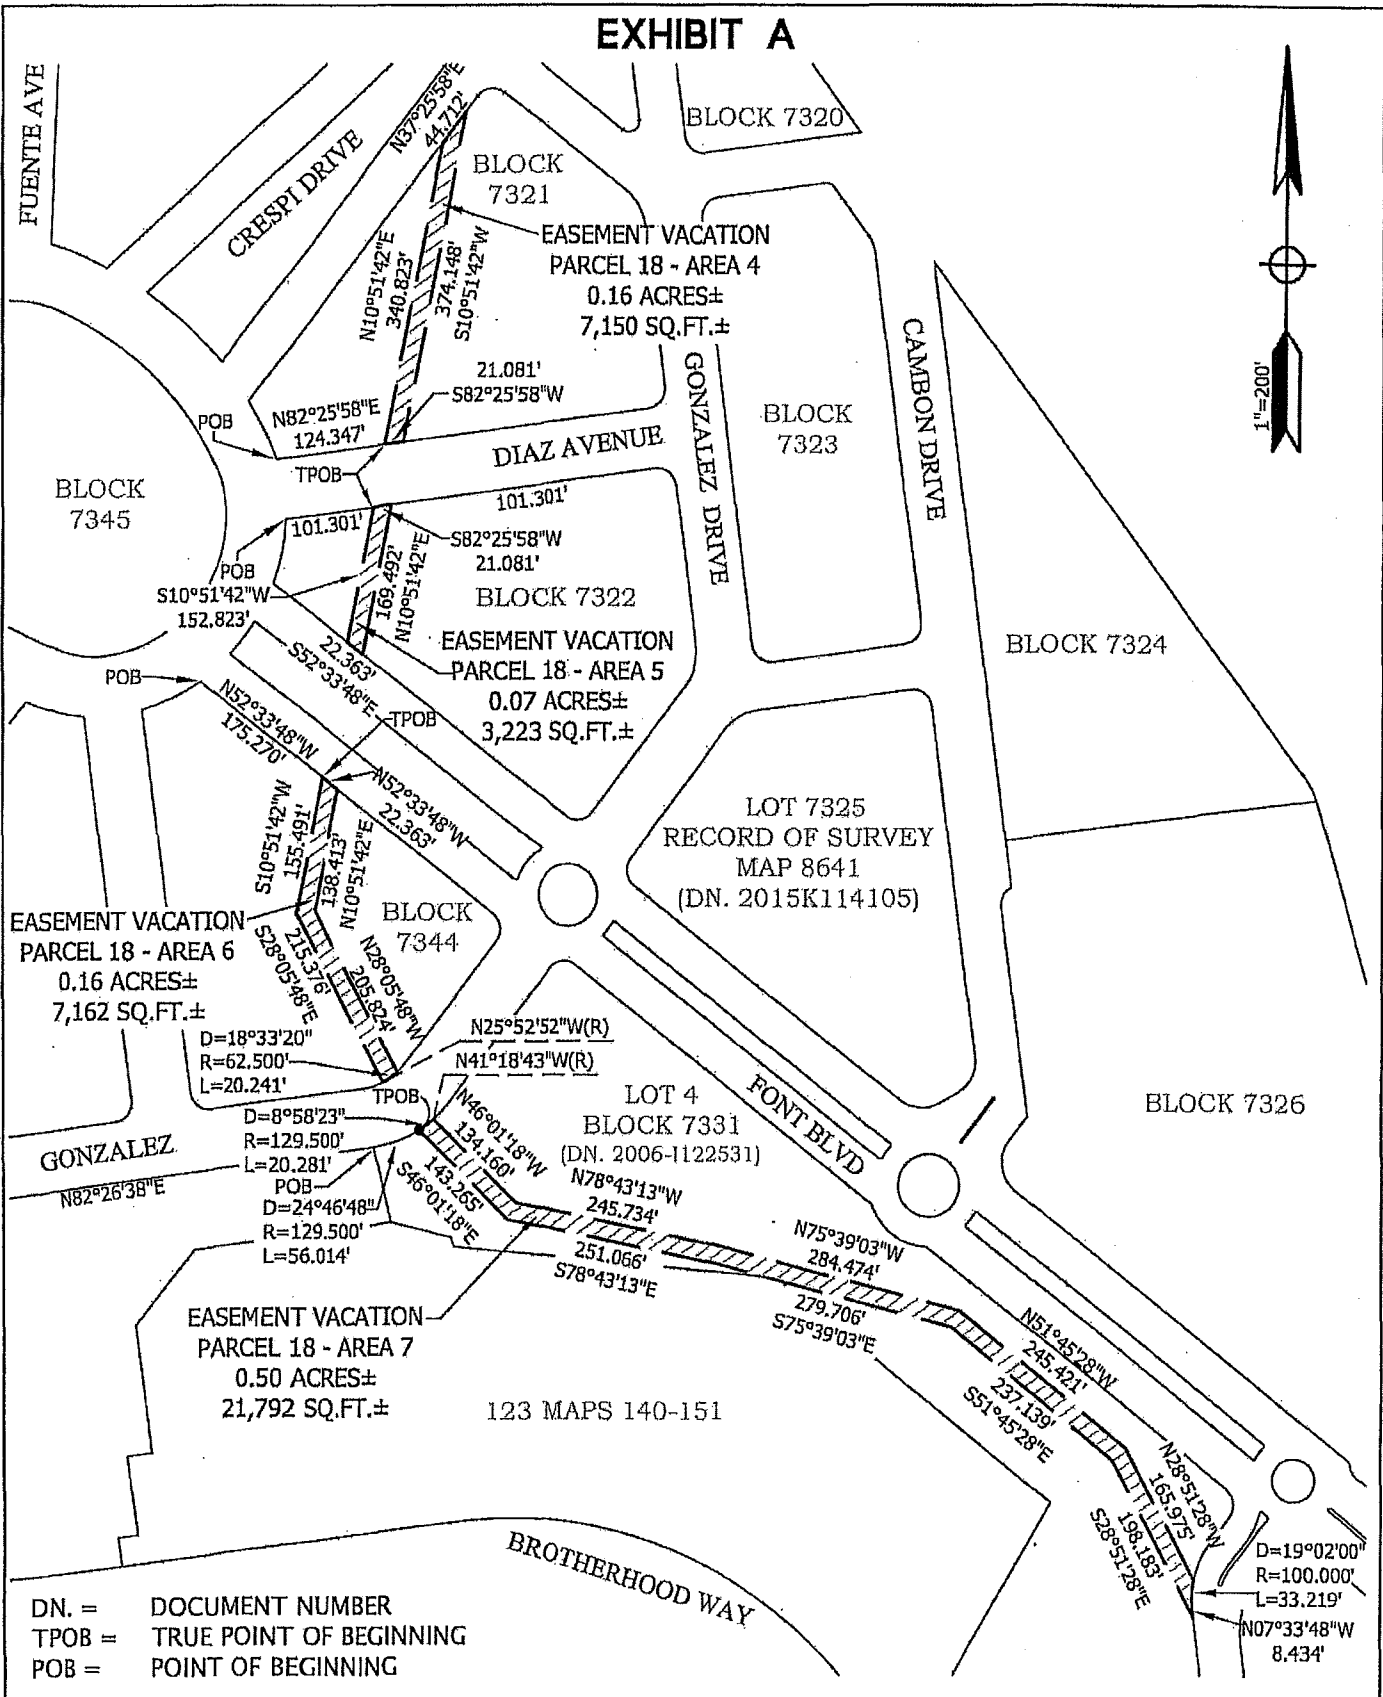 EXHIBIT A
FUENTE AVE
CRESPI DRIVE
N37°25'58"E
44.712'
BLOCK
7321
BLOCK 7320
EASEMENT VACATION
PARCEL 18 - AREA 4
0.16 ACRES±
7,150 SQ.FT.±
N10°51'42"E
340.823'
374.148'
S10°51'42"W
1"=200'
21.081'
S82°25'58"W
POB
N82°25'58"E
124.347'
TPOB
DIAZ AVENUE
GONZALEZ DRIVE
BLOCK
7323
CAMBON DRIVE
BLOCK
7345
101.301'
101.301'
POB
S82°25'58"W
21.081'
S10°51'42"W
152.823'
169.492'
N10°51'42"E
BLOCK 7322
EASEMENT VACATION
PARCEL 18 - AREA 5
0.07 ACRES±
3,223 SQ.FT.±
22.363'
S52°33'48"E
BLOCK 7324
POB
N52°33'48"W
175.270'
TPOB
N52°33'48"W
22.363'
S10°51'42"W
155.491'
138.413'
N10°51'42"E
LOT 7325
RECORD OF SURVEY
MAP 8641
(DN. 2015K114105)
EASEMENT VACATION
PARCEL 18 - AREA 6
0.16 ACRES±
7,162 SQ.FT.±
BLOCK
7344
S28°05'48"E
215.376'
N28°05'48"W
205.824'
D=18°33'20"
R=62.500'
L=20.241'
N25°52'52"W(R)
N41°18'43"W(R)
TPOB
LOT 4
BLOCK 7331
(DN. 2006-I122531)
FONT BLVD
BLOCK 7326
D=8°58'23"
R=129.500'
L=20.281'
GONZALEZ
N82°26'38"E
POB
D=24°46'48"
R=129.500'
L=56.014'
N46°01'18"W
134.160'
143.265'
S46°01'18"E
N78°43'13"W
245.734'
251.066'
S78°43'13"E
N75°39'03"W
284.474'
279.706'
S75°39'03"E
EASEMENT VACATION
PARCEL 18 - AREA 7
0.50 ACRES±
21,792 SQ.FT.±
123 MAPS 140-151
N51°45'28"W
245.421'
237.139'
S51°45'28"E
N28°51'28"W
165.975'
198.183'
S28°51'28"E
D=19°02'00"
R=100.000'
L=33.219'
N07°33'48"W
8.434'
BROTHERHOOD WAY
DN. = DOCUMENT NUMBER
TPOB = TRUE POINT OF BEGINNING
POB = POINT OF BEGINNING